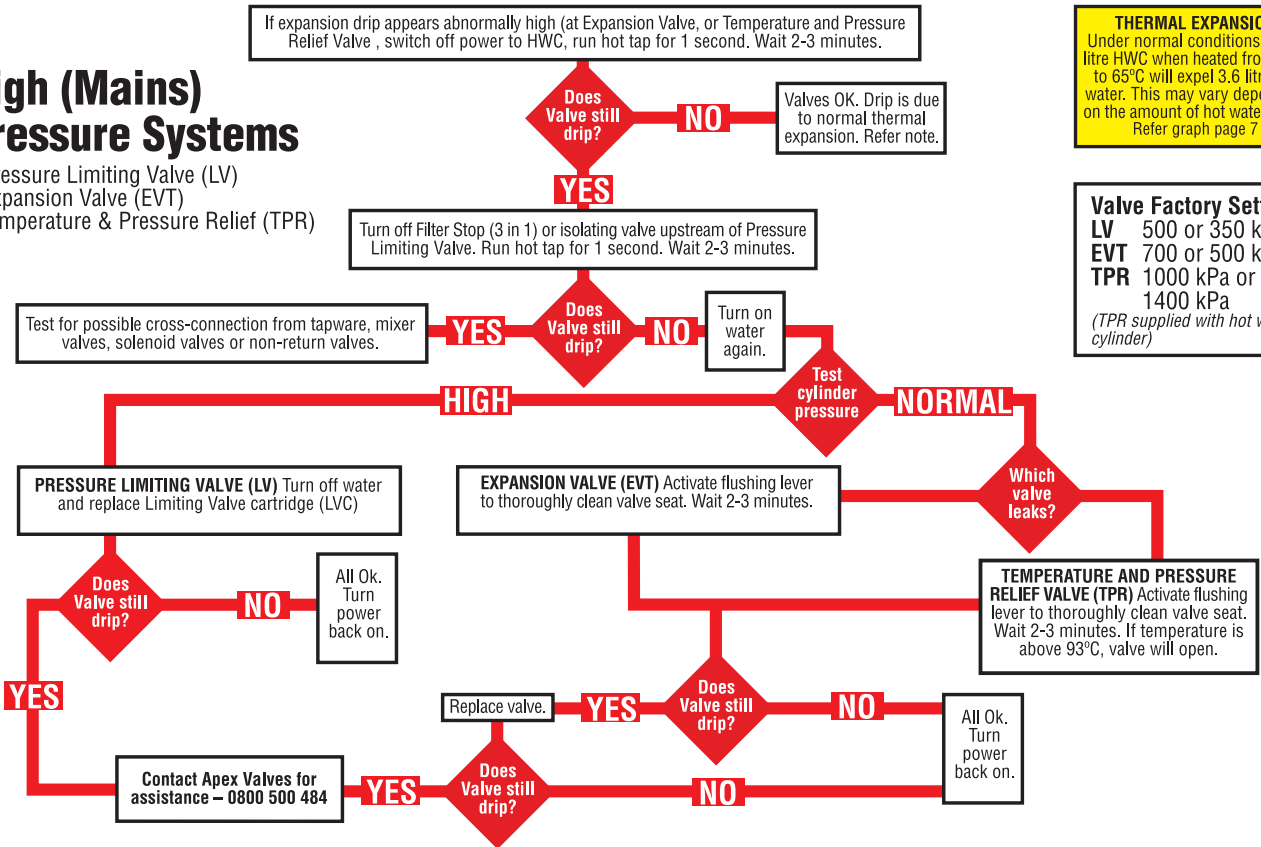 If expansion drip appears abnormally high (at Expansion Valve, or Temperature and Pressure
Relief Valve , switch off power to HWC, run hot tap for 1 second. Wait 2-3 minutes.
THERMAL EXPANSIO
Under normal conditions
litre HWC when heated fro
to 65ºC will expel 3.6 lit
water. This may vary depe
on the amount of hot wate
Refer graph page 7
igh (Mains)
ressure Systems
essure Limiting Valve (LV)
xpansion Valve (EVT)
mperature & Pressure Relief (TPR)
Does
Valve still
drip?
NO
Valves OK. Drip is due
to normal thermal
expansion. Refer note.
YES
Valve Factory Set
LV 500 or 350 k
EVT 700 or 500 k
TPR 1000 kPa or
1400 kPa
(TPR supplied with hot w
cylinder)
Turn off Filter Stop (3 in 1) or isolating valve upstream of Pressure
Limiting Valve. Run hot tap for 1 second. Wait 2-3 minutes.
Test for possible cross-connection from tapware, mixer
valves, solenoid valves or non-return valves.
YES
Does
Valve still
drip?
NO
Turn on
water
again.
Test
cylinder
pressure
HIGH
NORMAL
PRESSURE LIMITING VALVE (LV) Turn off water
and replace Limiting Valve cartridge (LVC)
EXPANSION VALVE (EVT) Activate flushing lever
to thoroughly clean valve seat. Wait 2-3 minutes.
Which
valve
leaks?
Does
Valve still
drip?
NO
All Ok.
Turn
power
back on.
TEMPERATURE AND PRESSURE
RELIEF VALVE (TPR) Activate flushing
lever to thoroughly clean valve seat.
Wait 2-3 minutes. If temperature is
above 93ºC, valve will open.
YES
Replace valve.
YES
Does
Valve still
drip?
NO
All Ok.
Turn
power
back on.
Contact Apex Valves for
assistance – 0800 500 484
YES
Does
Valve still
drip?
NO